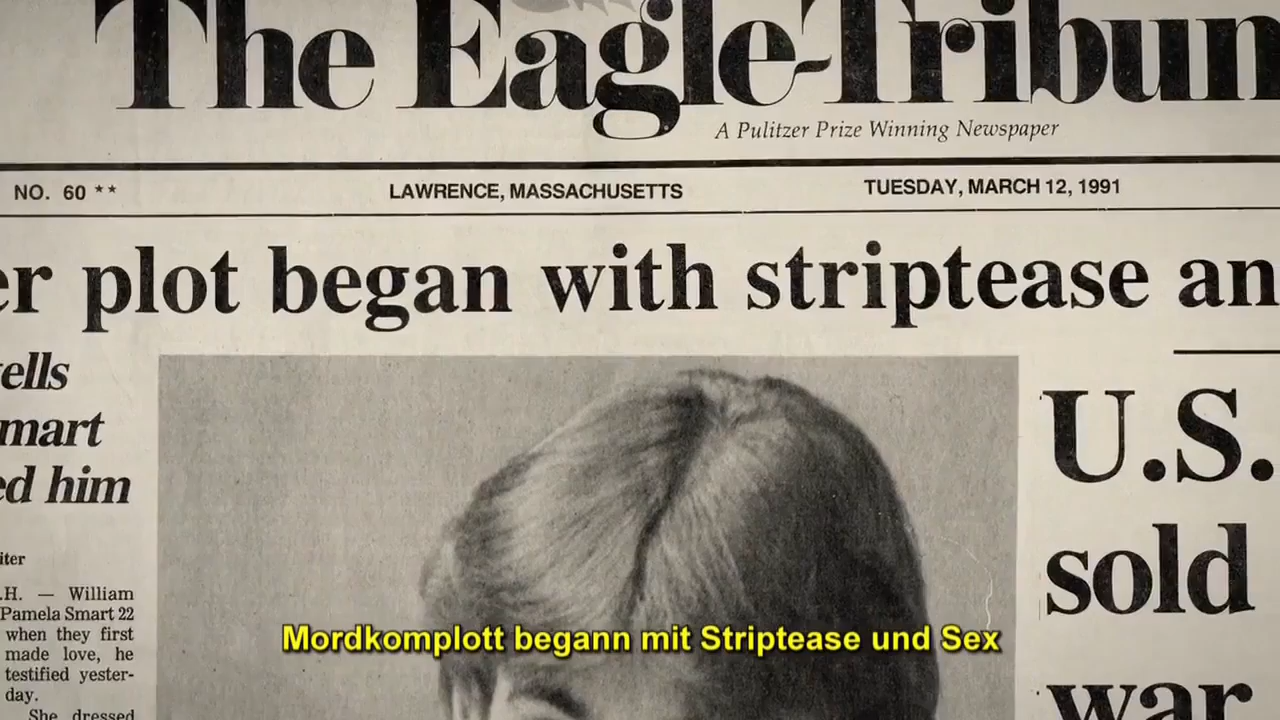 The Eagle-Tribun
A Pulitzer Prize Winning Newspaper
NO. 60 **
LAWRENCE, MASSACHUSETTS
TUESDAY, MARCH 12, 1991
er plot began with striptease an
ells
mart
ed him
iter
.H. — William
Pamela Smart 22
when they first
made love, he
testified yester-
day.
She dressed
U.S.
sold
war
Mordkomplott begann mit Striptease und Sex